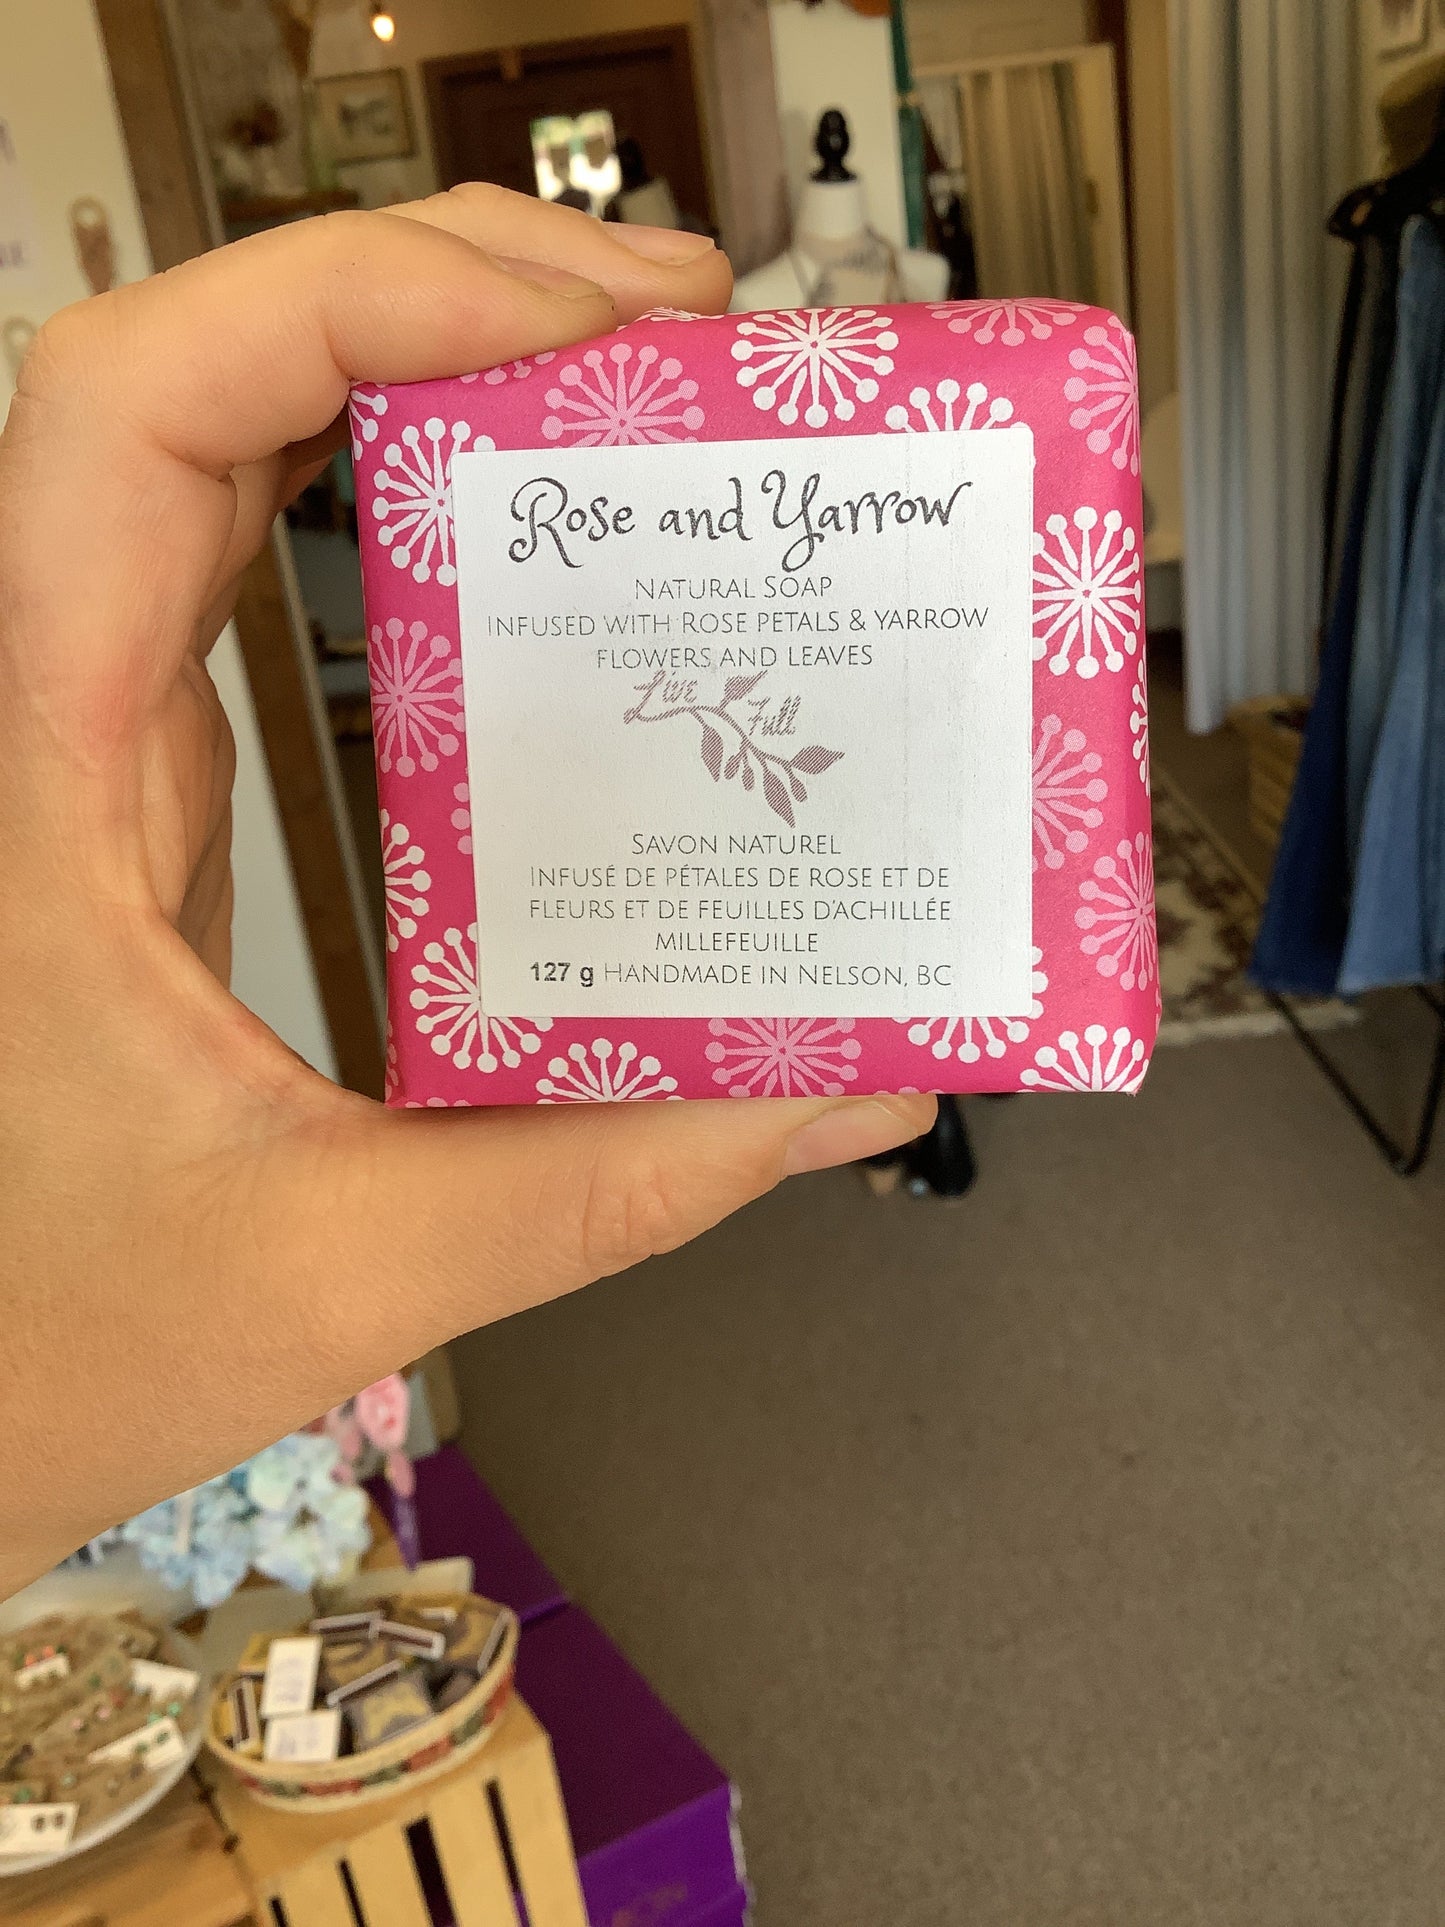 Rose and Yarrow
Natural Soap
Infused with Rose petals & yarrow
flowers and leaves
Live
Full
Savon naturel
Infusé de pétales de rose et de
fleurs et de feuilles d'achillée
millefeuille
127 g Handmade in Nelson, BC